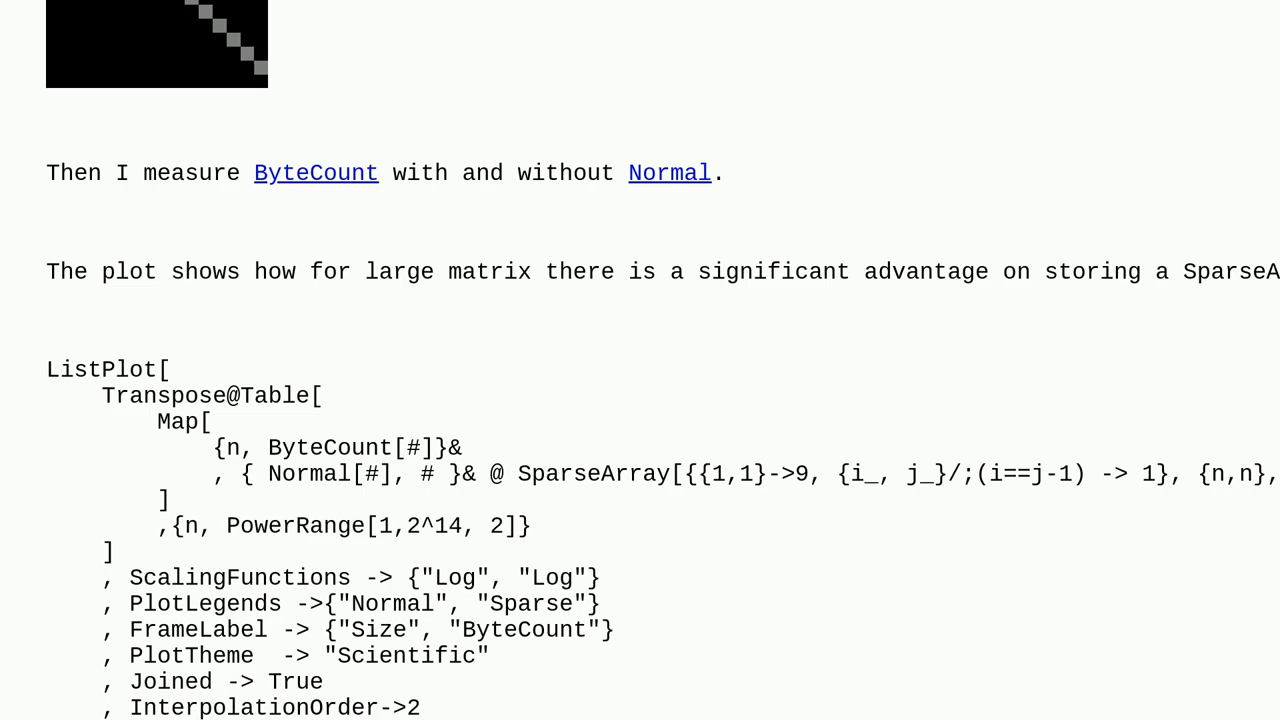 Then I measure ByteCount with and without Normal.
The plot shows how for large matrix there is a significant advantage on storing a SparseA
ListPlot[
    Transpose@Table[
        Map[
            {n, ByteCount[#]}&
            , { Normal[#], # }& @ SparseArray[{{1,1}->9, {i_, j_}/;(i==j-1) -> 1}, {n,n},
        ]
        ,{n, PowerRange[1,2^14, 2]}
    ]
    , ScalingFunctions -> {"Log", "Log"}
    , PlotLegends ->{"Normal", "Sparse"}
    , FrameLabel -> {"Size", "ByteCount"}
    , PlotTheme  -> "Scientific"
    , Joined -> True
    , InterpolationOrder->2